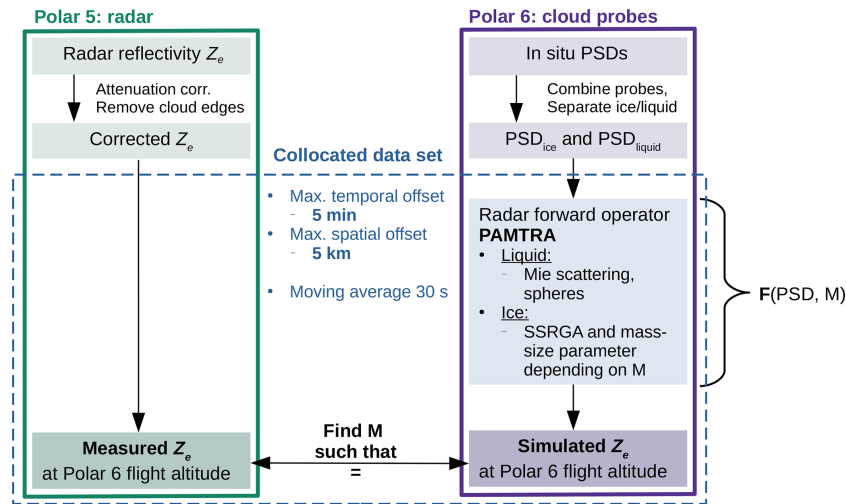 Polar 5: radar
Radar reflectivity Ze
Attenuation corr.
Remove cloud edges
Corrected Ze
Measured Ze
at Polar 6 flight altitude
Collocated data set
• Max. temporal offset
- 5 min
• Max. spatial offset
- 5 km
• Moving average 30 s
Find M
such that
=
Polar 6: cloud probes
In situ PSDs
Combine probes,
Separate ice/liquid
PSDice and PSDliquid
Radar forward operator
PAMTRA
• Liquid:
- Mie scattering,
spheres
• Ice:
- SSRGA and mass-
size parameter
depending on M
Simulated Ze
at Polar 6 flight altitude
F(PSD, M)